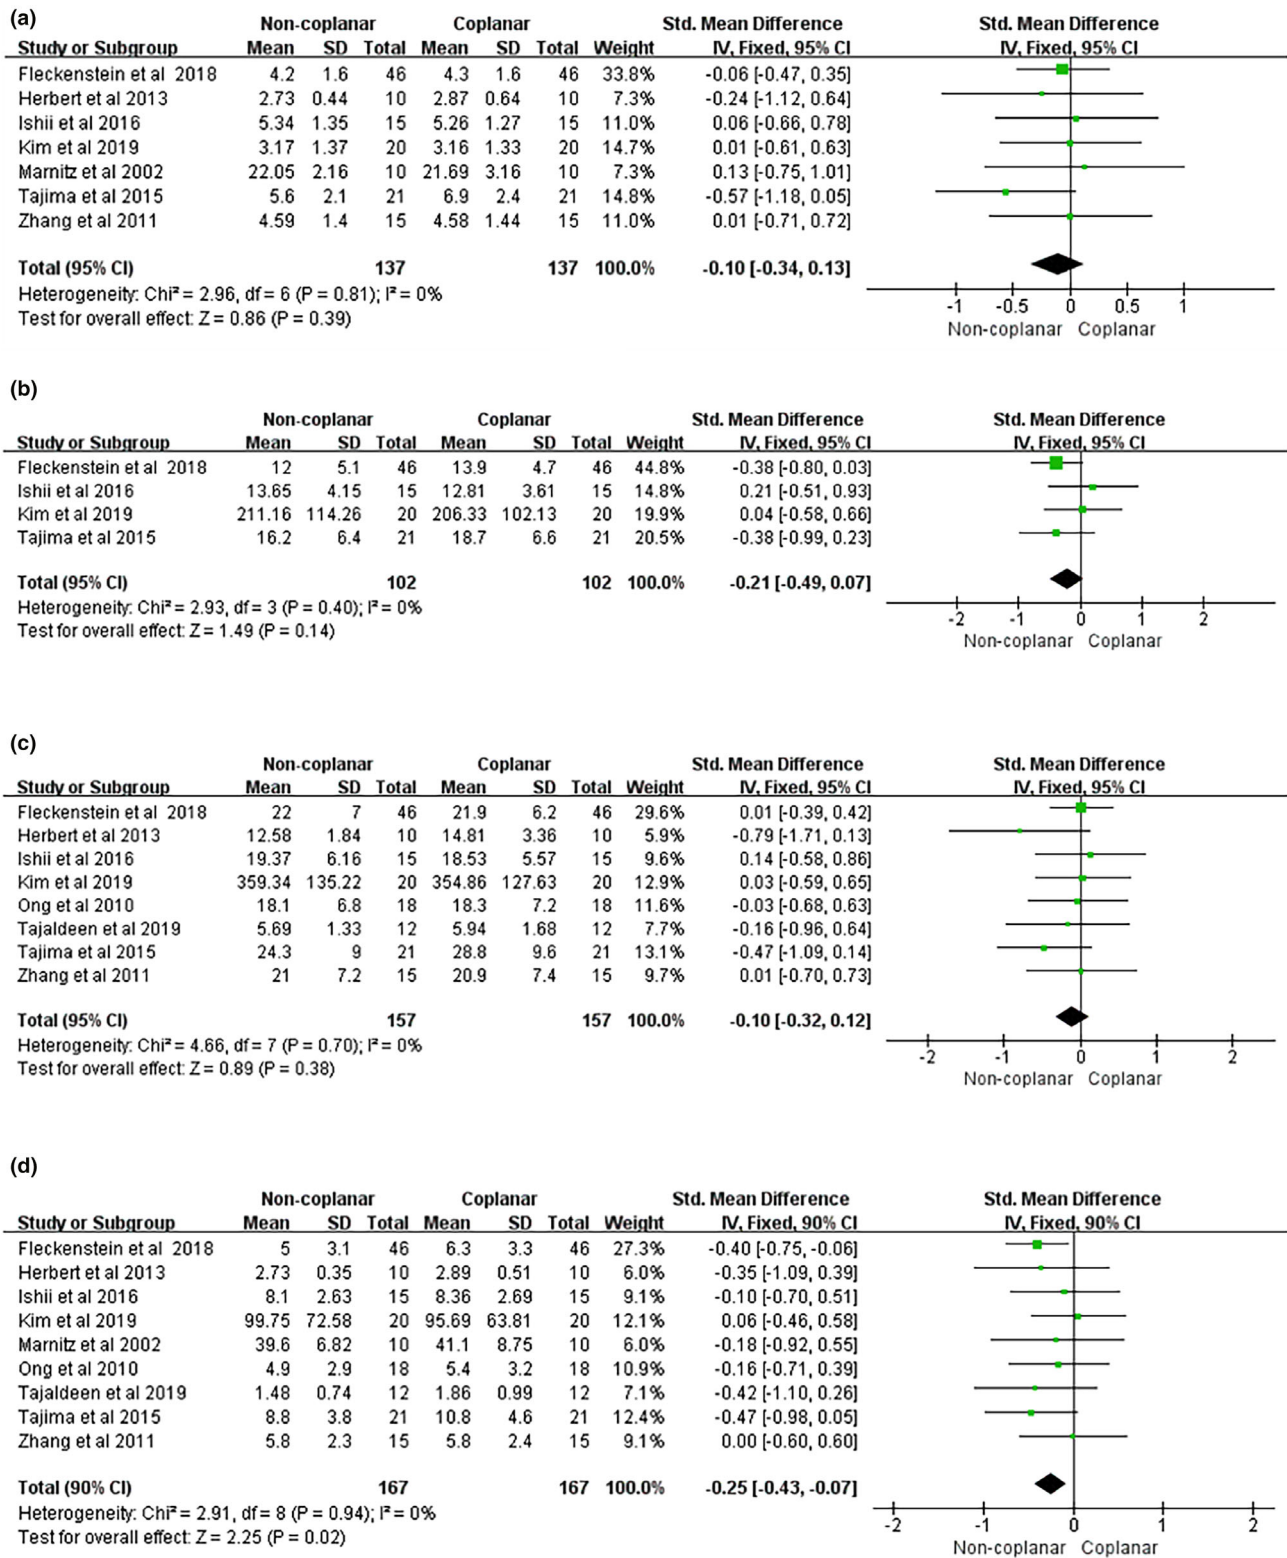 (a)
Non-coplanar Coplanar Std. Mean Difference Std. Mean Difference
Study or Subgroup Mean SD Total Mean SD Total Weight IV, Fixed, 95% CI IV, Fixed, 95% CI
Fleckenstein et al 2018 4.2 1.6 46 4.3 1.6 46 33.8% -0.06 [-0.47, 0.35]
Herbert et al 2013 2.73 0.44 10 2.87 0.64 10 7.3% -0.24 [-1.12, 0.64]
Ishii et al 2016 5.34 1.35 15 5.26 1.27 15 11.0% 0.06 [-0.66, 0.78]
Kim et al 2019 3.17 1.37 20 3.16 1.33 20 14.7% 0.01 [-0.61, 0.63]
Marnitz et al 2002 22.05 2.16 10 21.69 3.16 10 7.3% 0.13 [-0.75, 1.01]
Tajima et al 2015 5.6 2.1 21 6.9 2.4 21 14.8% -0.57 [-1.18, 0.05]
Zhang et al 2011 4.59 1.4 15 4.58 1.44 15 11.0% 0.01 [-0.71, 0.72]
Total (95% CI) 137 137 100.0% -0.10 [-0.34, 0.13]
Heterogeneity: Chi² = 2.96, df = 6 (P = 0.81); I² = 0%
Test for overall effect: Z = 0.86 (P = 0.39)
-1 -0.5 0 0.5 1
Non-coplanar Coplanar
(b)
Non-coplanar Coplanar Std. Mean Difference Std. Mean Difference
Study or Subgroup Mean SD Total Mean SD Total Weight IV, Fixed, 95% CI IV, Fixed, 95% CI
Fleckenstein et al 2018 12 5.1 46 13.9 4.7 46 44.8% -0.38 [-0.80, 0.03]
Ishii et al 2016 13.65 4.15 15 12.81 3.61 15 14.8% 0.21 [-0.51, 0.93]
Kim et al 2019 211.16 114.26 20 206.33 102.13 20 19.9% 0.04 [-0.58, 0.66]
Tajima et al 2015 16.2 6.4 21 18.7 6.6 21 20.5% -0.38 [-0.99, 0.23]
Total (95% CI) 102 102 100.0% -0.21 [-0.49, 0.07]
Heterogeneity: Chi² = 2.93, df = 3 (P = 0.40); I² = 0%
Test for overall effect: Z = 1.49 (P = 0.14)
-2 -1 0 1 2
Non-coplanar Coplanar
(c)
Non-coplanar Coplanar Std. Mean Difference Std. Mean Difference
Study or Subgroup Mean SD Total Mean SD Total Weight IV, Fixed, 95% CI IV, Fixed, 95% CI
Fleckenstein et al 2018 22 7 46 21.9 6.2 46 29.6% 0.01 [-0.39, 0.42]
Herbert et al 2013 12.58 1.84 10 14.81 3.36 10 5.9% -0.79 [-1.71, 0.13]
Ishii et al 2016 19.37 6.16 15 18.53 5.57 15 9.6% 0.14 [-0.58, 0.86]
Kim et al 2019 359.34 135.22 20 354.86 127.63 20 12.9% 0.03 [-0.59, 0.65]
Ong et al 2010 18.1 6.8 18 18.3 7.2 18 11.6% -0.03 [-0.68, 0.63]
Tajaldeen et al 2019 5.69 1.33 12 5.94 1.68 12 7.7% -0.16 [-0.96, 0.64]
Tajima et al 2015 24.3 9 21 28.8 9.6 21 13.1% -0.47 [-1.09, 0.14]
Zhang et al 2011 21 7.2 15 20.9 7.4 15 9.7% 0.01 [-0.70, 0.73]
Total (95% CI) 157 157 100.0% -0.10 [-0.32, 0.12]
Heterogeneity: Chi² = 4.66, df = 7 (P = 0.70); I² = 0%
Test for overall effect: Z = 0.89 (P = 0.38)
-2 -1 0 1 2
Non-coplanar Coplanar
(d)
Non-coplanar Coplanar Std. Mean Difference Std. Mean Difference
Study or Subgroup Mean SD Total Mean SD Total Weight IV, Fixed, 90% CI IV, Fixed, 90% CI
Fleckenstein et al 2018 5 3.1 46 6.3 3.3 46 27.3% -0.40 [-0.75, -0.06]
Herbert et al 2013 2.73 0.35 10 2.89 0.51 10 6.0% -0.35 [-1.09, 0.39]
Ishii et al 2016 8.1 2.63 15 8.36 2.69 15 9.1% -0.10 [-0.70, 0.51]
Kim et al 2019 99.75 72.58 20 95.69 63.81 20 12.1% 0.06 [-0.46, 0.58]
Marnitz et al 2002 39.6 6.82 10 41.1 8.75 10 6.0% -0.18 [-0.92, 0.55]
Ong et al 2010 4.9 2.9 18 5.4 3.2 18 10.9% -0.16 [-0.71, 0.39]
Tajaldeen et al 2019 1.48 0.74 12 1.86 0.99 12 7.1% -0.42 [-1.10, 0.26]
Tajima et al 2015 8.8 3.8 21 10.8 4.6 21 12.4% -0.47 [-0.98, 0.05]
Zhang et al 2011 5.8 2.3 15 5.8 2.4 15 9.1% 0.00 [-0.60, 0.60]
Total (90% CI) 167 167 100.0% -0.25 [-0.43, -0.07]
Heterogeneity: Chi² = 2.91, df = 8 (P = 0.94); I² = 0%
Test for overall effect: Z = 2.25 (P = 0.02)
-2 -1 0 1 2
Non-coplanar Coplanar